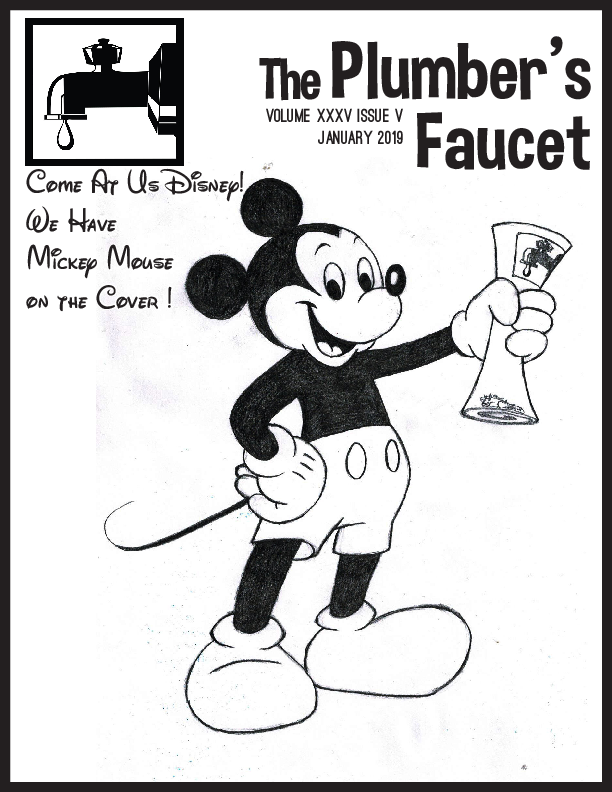 The Plumber's
Faucet
VOLUME XXXV ISSUE V
JANUARY 2019
Come At Us Disney!
We Have
Mickey Mouse
on the Cover !